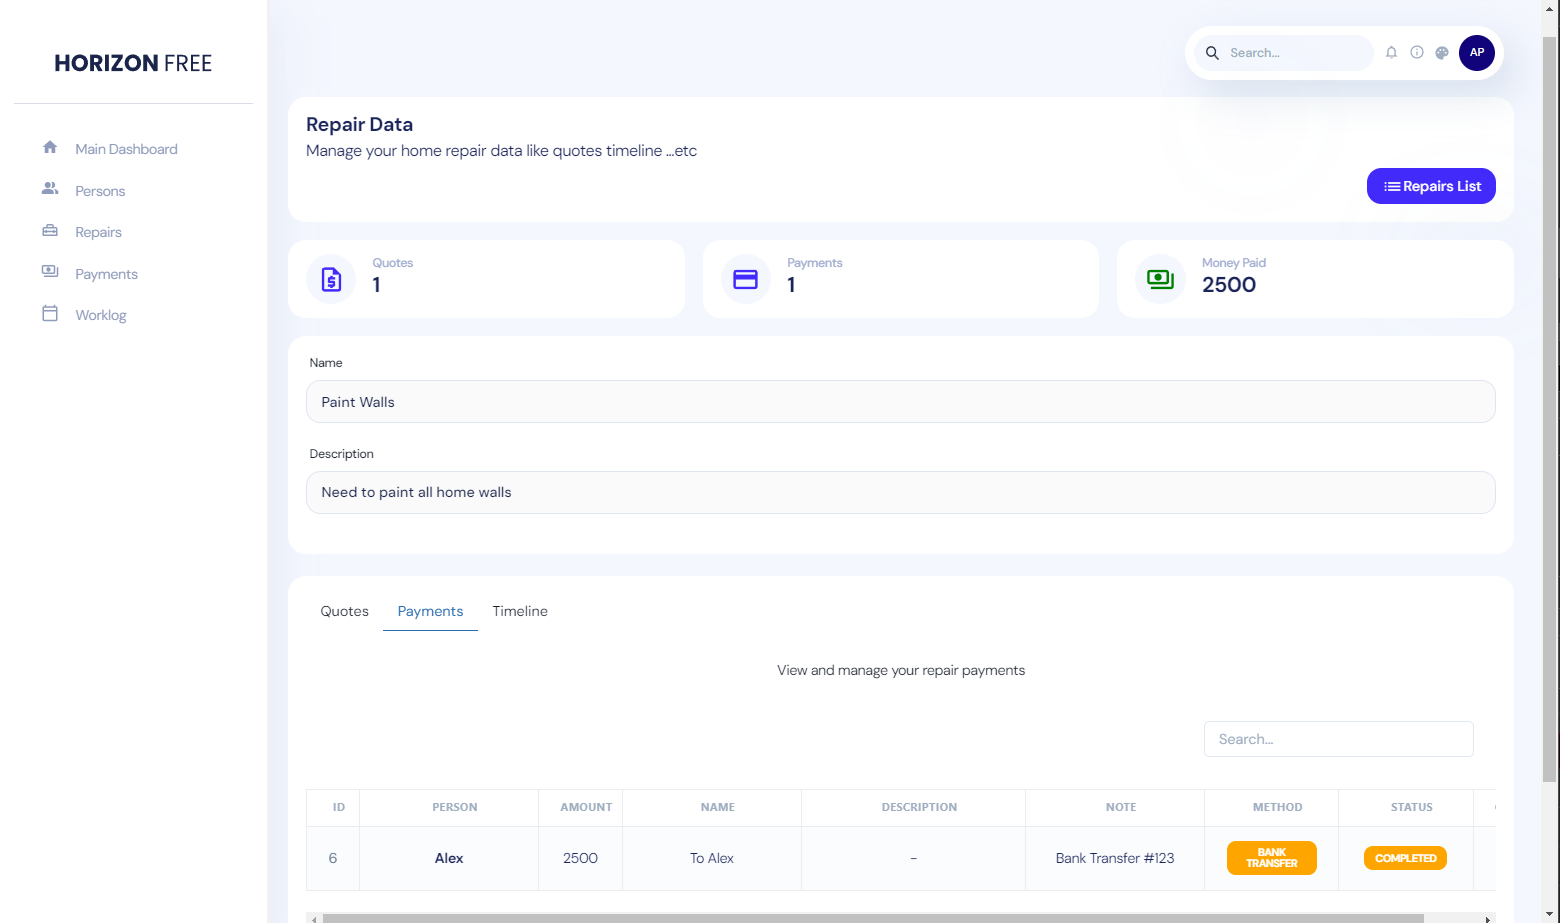 HORIZON FREE
Main Dashboard
Persons
Repairs
Payments
Worklog
Search...
AP
Repair Data
Manage your home repair data like quotes timeline ...etc
Repairs List
Quotes
1
Payments
1
Money Paid
2500
Name
Paint Walls
Description
Need to paint all home walls
Quotes Payments Timeline
View and manage your repair payments
Search...
ID PERSON AMOUNT NAME DESCRIPTION NOTE METHOD STATUS
6 Alex 2500 To Alex - Bank Transfer #123 BANK TRANSFER COMPLETED